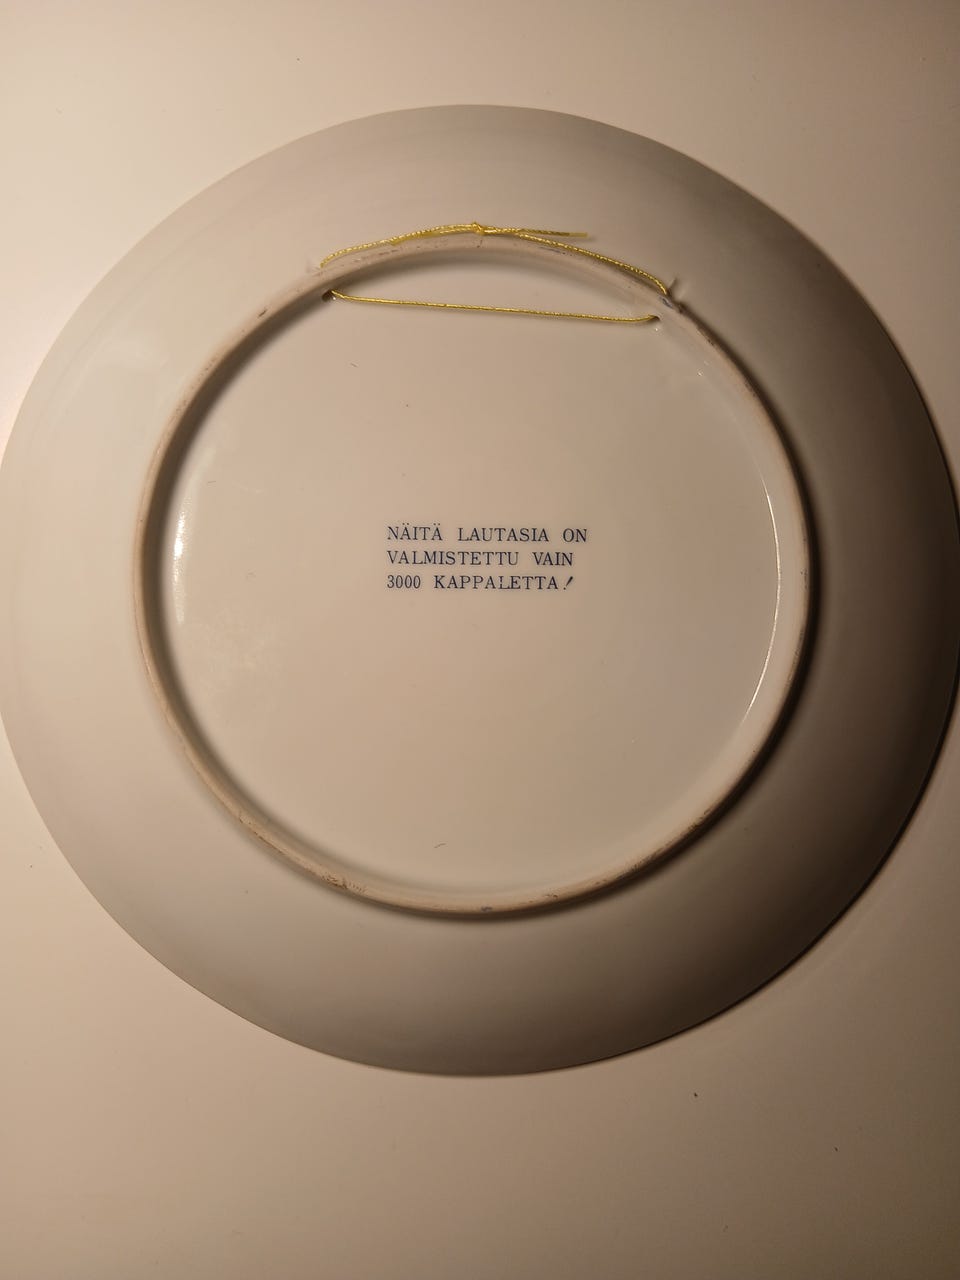 NÄITÄ LAUTASIA ON
VALMISTETTU VAIN
3000 KAPPALETTA!